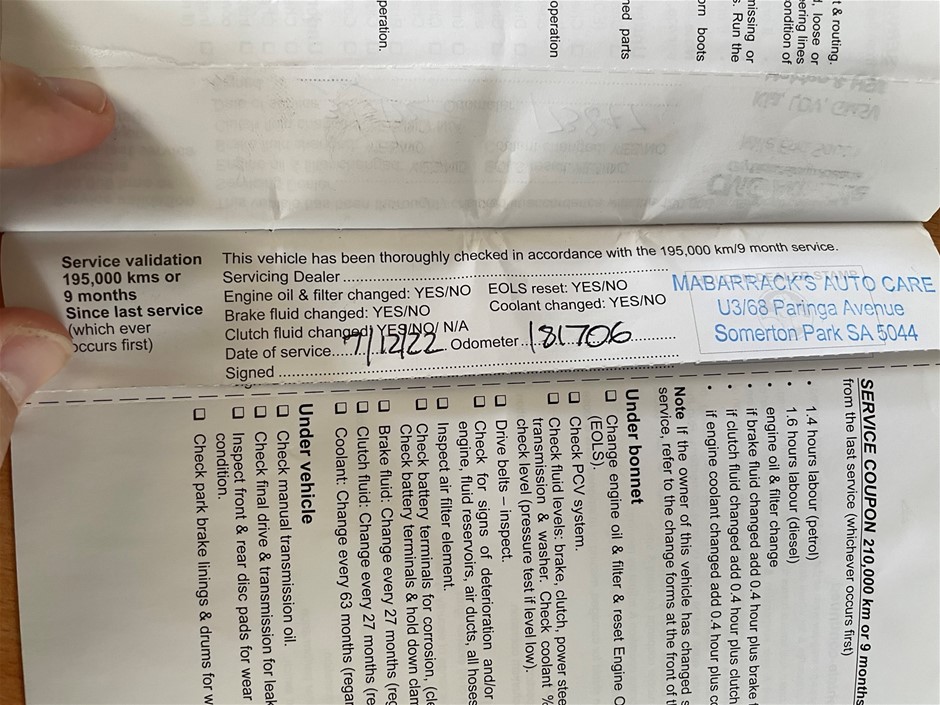 t & routing.
, loose or
ering lines
ondition of
missing or
s. Run the
orn boots
ned parts
operation
peration.
Service validation
195,000 kms or
9 months
Since last service
(which ever
occurs first)
This vehicle has been thoroughly checked in accordance with the 195,000 km/9 month service.
Servicing Dealer
Engine oil & filter changed: YES/NO EOLS reset: YES/NO
Brake fluid changed: YES/NO Coolant changed: YES/NO
Clutch fluid changed YES/NO/ N/A
Date of service.....7/12/22 Odometer..181706
Signed
DEALER STAMP
MABARRACK'S AUTO CARE
U3/68 Paringa Avenue
Somerton Park SA 5044
SERVICE COUPON 210,000 km or 9 months
from the last service (whichever occurs first)
• 1.4 hours labour (petrol)
• 1.6 hours labour (diesel)
• engine oil & filter change
• if brake fluid changed add 0.4 hour plus brake
• if clutch fluid changed add 0.4 hour plus clutch
• if engine coolant changed add 0.4 hour plus c
Note If the owner of this vehicle has changed s
service, refer to the change forms at the front of t
Under bonnet
❑ Change engine oil & filter & reset Engine O
(EOLS).
❑ Check PCV system.
❑ Check fluid levels: brake, clutch, power stee
transmission & washer. Check coolant %
check level (pressure test if level low).
❑ Drive belts – inspect.
❑ Check for signs of deterioration and/or
engine, fluid reservoirs, air ducts, all hoses
❑ Inspect air filter element.
❑ Check battery terminals for corrosion, (cle
Check battery terminals & hold down clam
❑ Brake fluid: Change every 27 months (reg
❑ Clutch fluid: Change every 27 months (re
❑ Coolant: Change every 63 months (regar
Under vehicle
❑ Check manual transmission oil.
❑ Check final drive & transmission for leak
❑ Inspect front & rear disc pads for wear
condition.
❑ Check park brake linings & drums for w